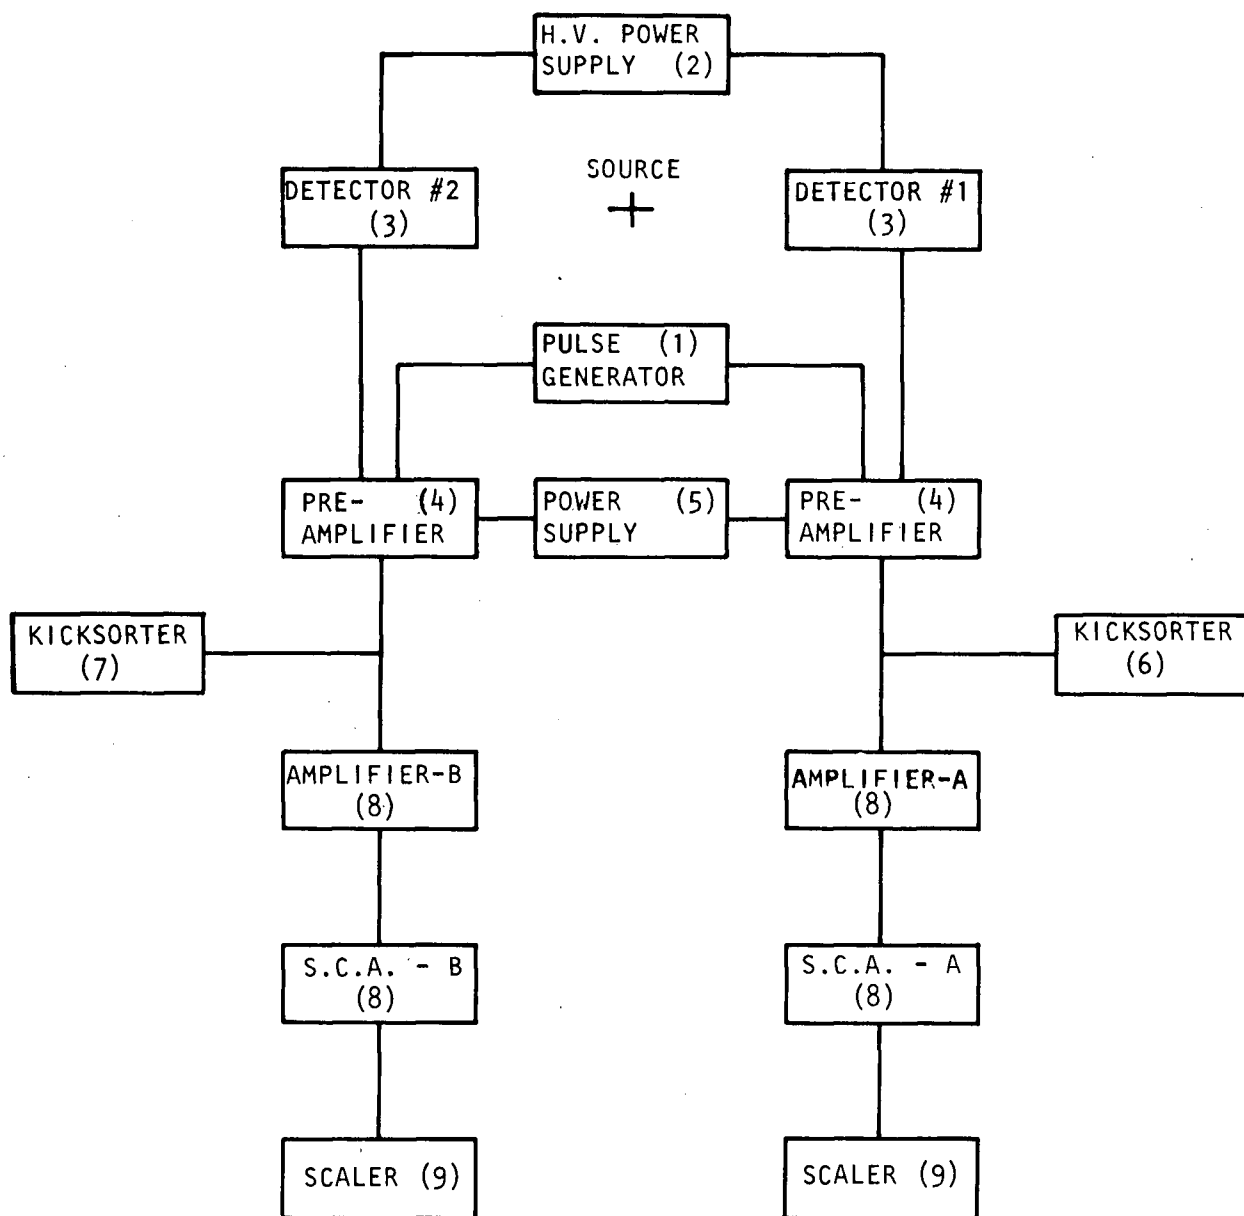 H.V. POWER
SUPPLY (2)
SOURCE
DETECTOR #2
(3)
DETECTOR #1
(3)
PULSE (1)
GENERATOR
PRE- (4)
AMPLIFIER
POWER (5)
SUPPLY
PRE- (4)
AMPLIFIER
KICKSORTER
(7)
KICKSORTER
(6)
AMPLIFIER-B
(8)
AMPLIFIER-A
(8)
S.C.A. - B
(8)
S.C.A. - A
(8)
SCALER (9)
SCALER (9)